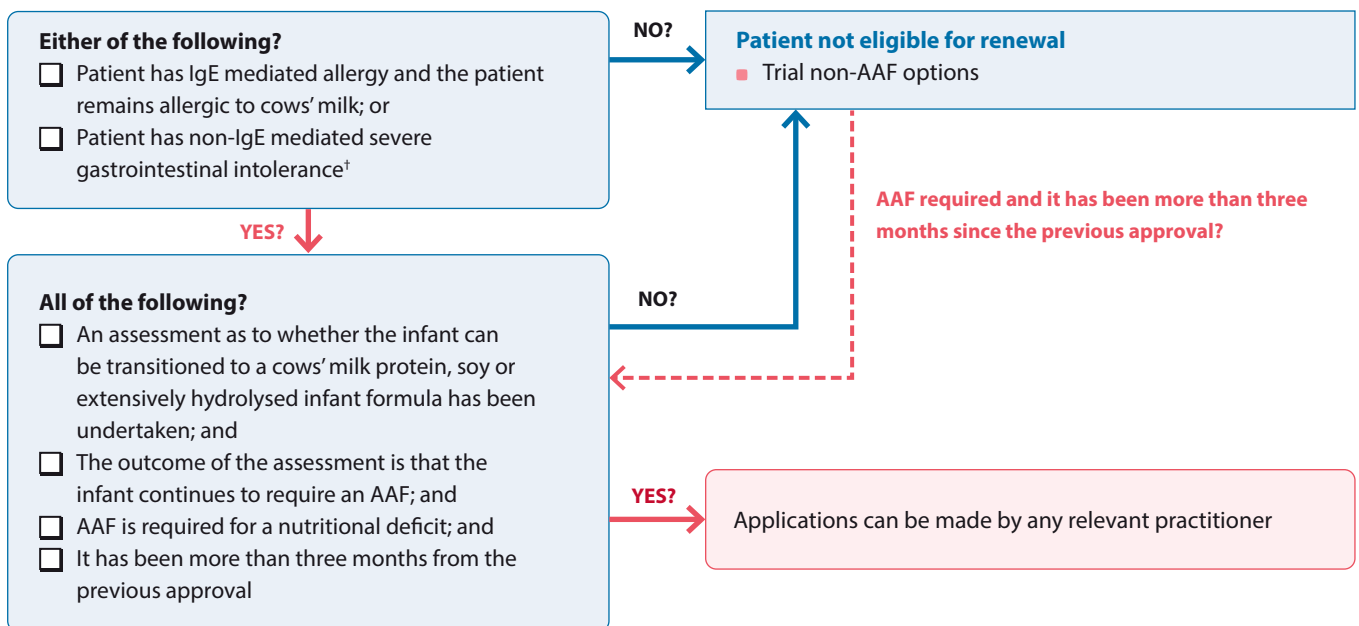 Either of the following?
Patient has IgE mediated allergy and the patient
remains allergic to cows’ milk; or
Patient has non-IgE mediated severe
gastrointestinal intolerance†
NO?
Patient not eligible for renewal
Trial non-AAF options
YES?
AAF required and it has been more than three
months since the previous approval?
All of the following?
An assessment as to whether the infant can
be transitioned to a cows’ milk protein, soy or
extensively hydrolysed infant formula has been
undertaken; and
The outcome of the assessment is that the
infant continues to require an AAF; and
AAF is required for a nutritional deficit; and
It has been more than three months from the
previous approval
NO?
YES?
Applications can be made by any relevant practitioner